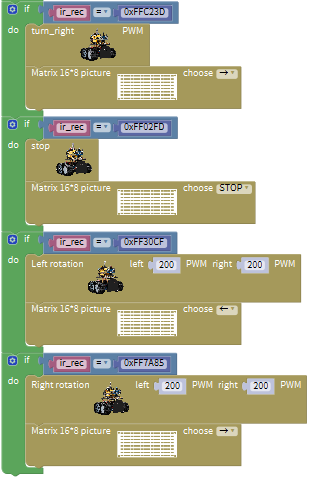 if ir_rec = 0xFFC23D
do turn_right PWM
Matrix 16*8 picture choose →
if ir_rec = 0xFF02FD
do stop
Matrix 16*8 picture choose STOP
if ir_rec = 0xFF30CF
do Left rotation left 200 PWM right 200 PWM
Matrix 16*8 picture choose ←
if ir_rec = 0xFF7A85
do Right rotation left 200 PWM right 200 PWM
Matrix 16*8 picture choose →